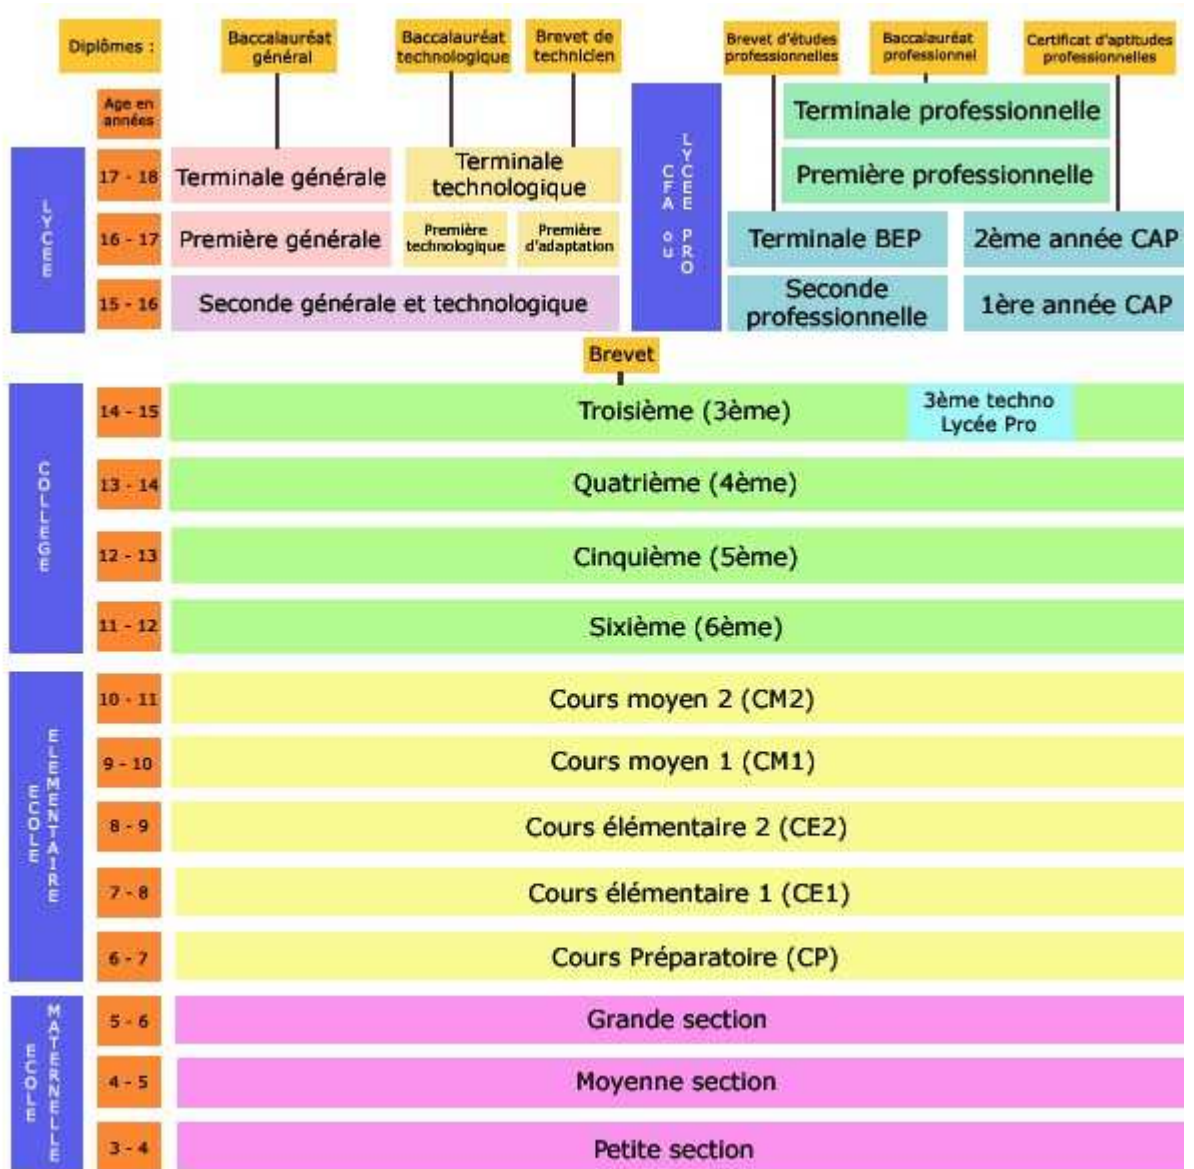 Diplômes :
Baccalauréat
général
Baccalauréat
technologique
Brevet de
technicien
Brevet d'études
professionnelles
Baccalauréat
professionnel
Certificat d'aptitudes
professionnelles
Age en
années
LYCEE
17 - 18
Terminale générale
Terminale
technologique
16 - 17
Première générale
Première
technologique
Première
d'adaptation
15 - 16
Seconde générale et technologique
CFA ou
LYCEE PRO
Terminale professionnelle
Première professionnelle
Terminale BEP
2ème année CAP
Seconde
professionnelle
1ère année CAP
Brevet
COLLEGE
14 - 15
Troisième (3ème)
3ème techno
Lycée Pro
13 - 14
Quatrième (4ème)
12 - 13
Cinquième (5ème)
11 - 12
Sixième (6ème)
ECOLE
ELEMENTAIRE
10 - 11
Cours moyen 2 (CM2)
9 - 10
Cours moyen 1 (CM1)
8 - 9
Cours élémentaire 2 (CE2)
7 - 8
Cours élémentaire 1 (CE1)
6 - 7
Cours Préparatoire (CP)
ECOLE
MATERNELLE
5 - 6
Grande section
4 - 5
Moyenne section
3 - 4
Petite section